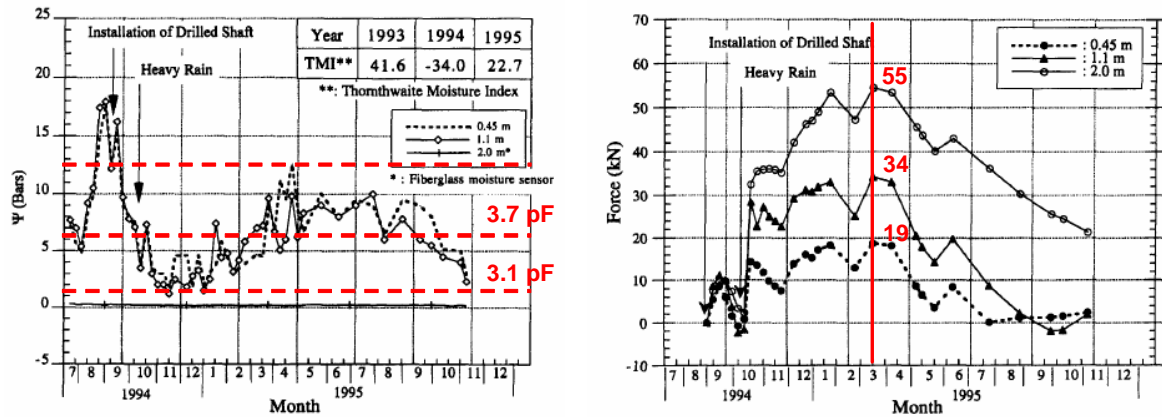 25
20
15
10
5
0
-5
Ψ (Bars)
Installation of Drilled Shaft
Heavy Rain
Year 1993 1994 1995
TMI** 41.6 -34.0 22.7
**: Thornthwaite Moisture Index
0.45 m
1.1 m
2.0 m*
* : Fiberglass moisture sensor
3.7 pF
3.1 pF
7 8 9 10 11 12 1 2 3 4 5 6 7 8 9 10 11 12
1994 1995
Month
70
60
50
40
30
20
10
0
-10
Force (kN)
Installation of Drilled Shaf
Heavy Rain
: 0.45 m
: 1.1 m
: 2.0 m
55
34
19
7 8 9 10 11 12 1 2 3 4 5 6 7 8 9 10 11 12
1994 1995
Month